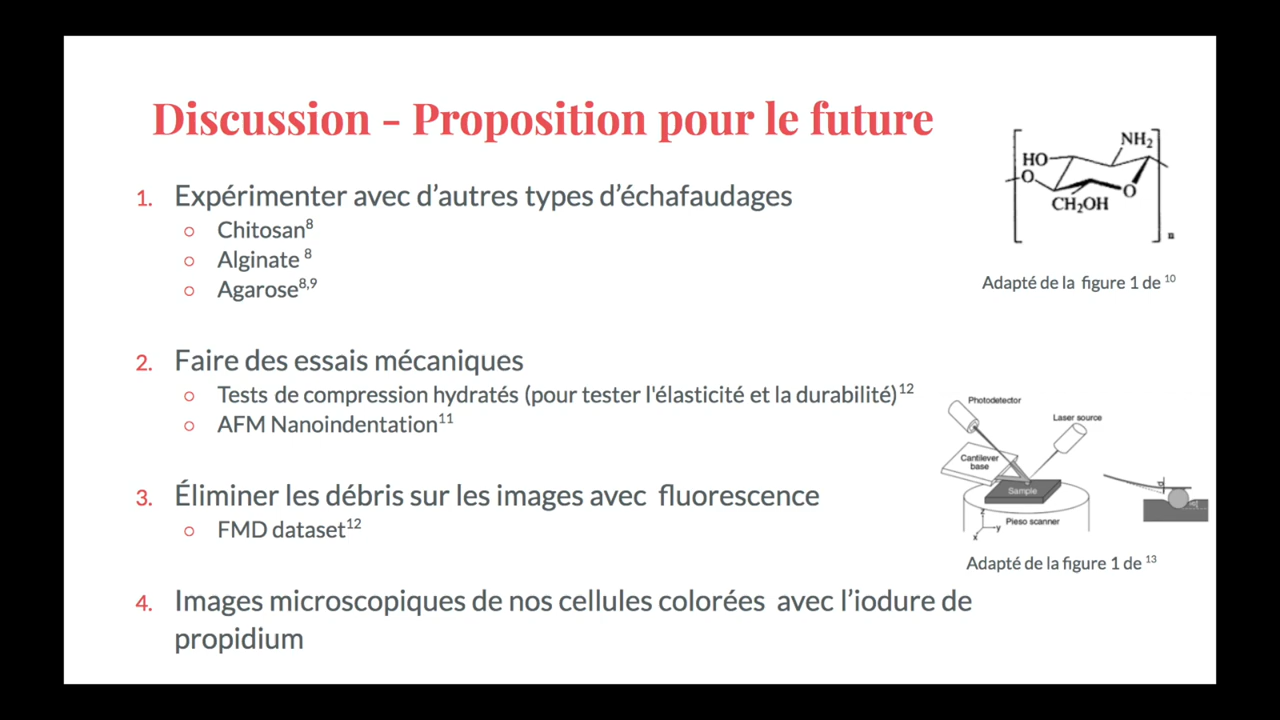 Discussion - Proposition pour le future
1. Expérimenter avec d'autres types d'échafaudages
○ Chitosan⁸
○ Alginate ⁸
○ Agarose⁸,⁹
2. Faire des essais mécaniques
○ Tests de compression hydratés (pour tester l'élasticité et la durabilité)¹²
○ AFM Nanoindentation¹¹
3. Éliminer les débris sur les images avec fluorescence
○ FMD dataset¹²
4. Images microscopiques de nos cellules colorées avec l'iodure de
propidium
NH₂
HO
O
O
CH₂OH
n
Adapté de la figure 1 de ¹⁰
Photodetector
Laser source
Cantilever
base
Sample
z
y
x
Pieso scanner
d
Adapté de la figure 1 de ¹³